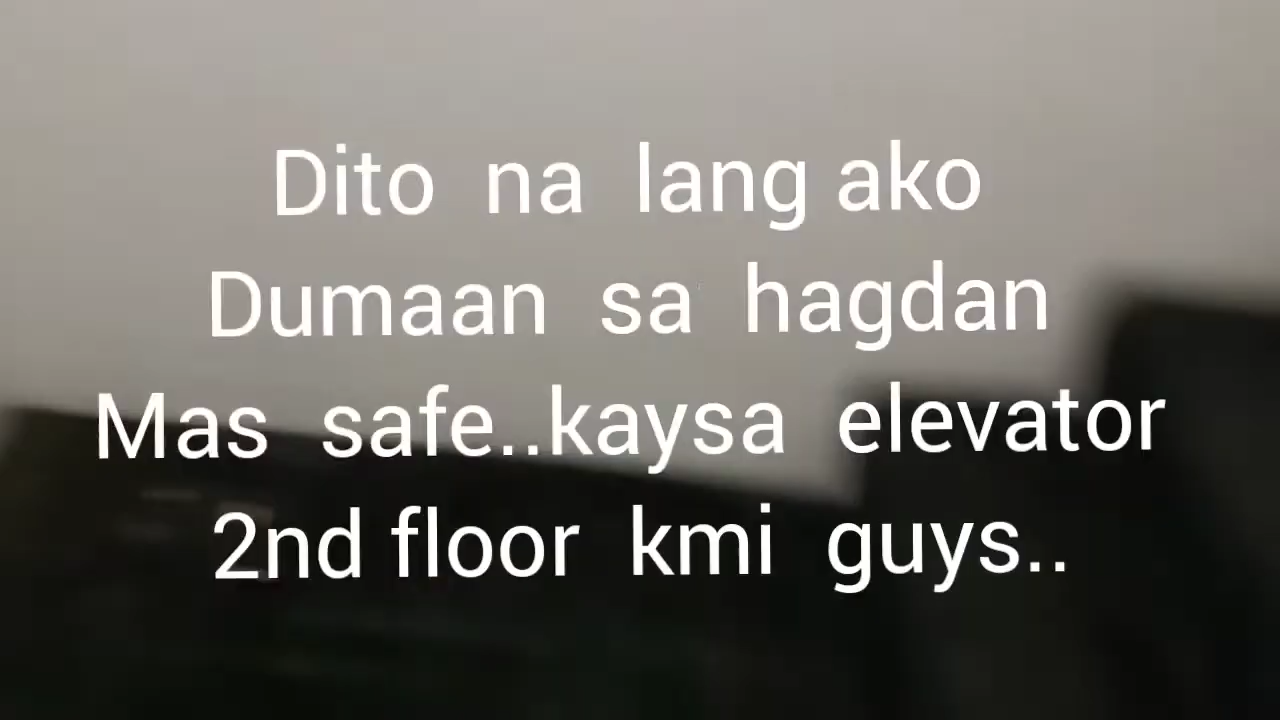 Dito na lang ako
Dumaan sa hagdan
Mas safe..kaysa elevator
2nd floor kmi guys..